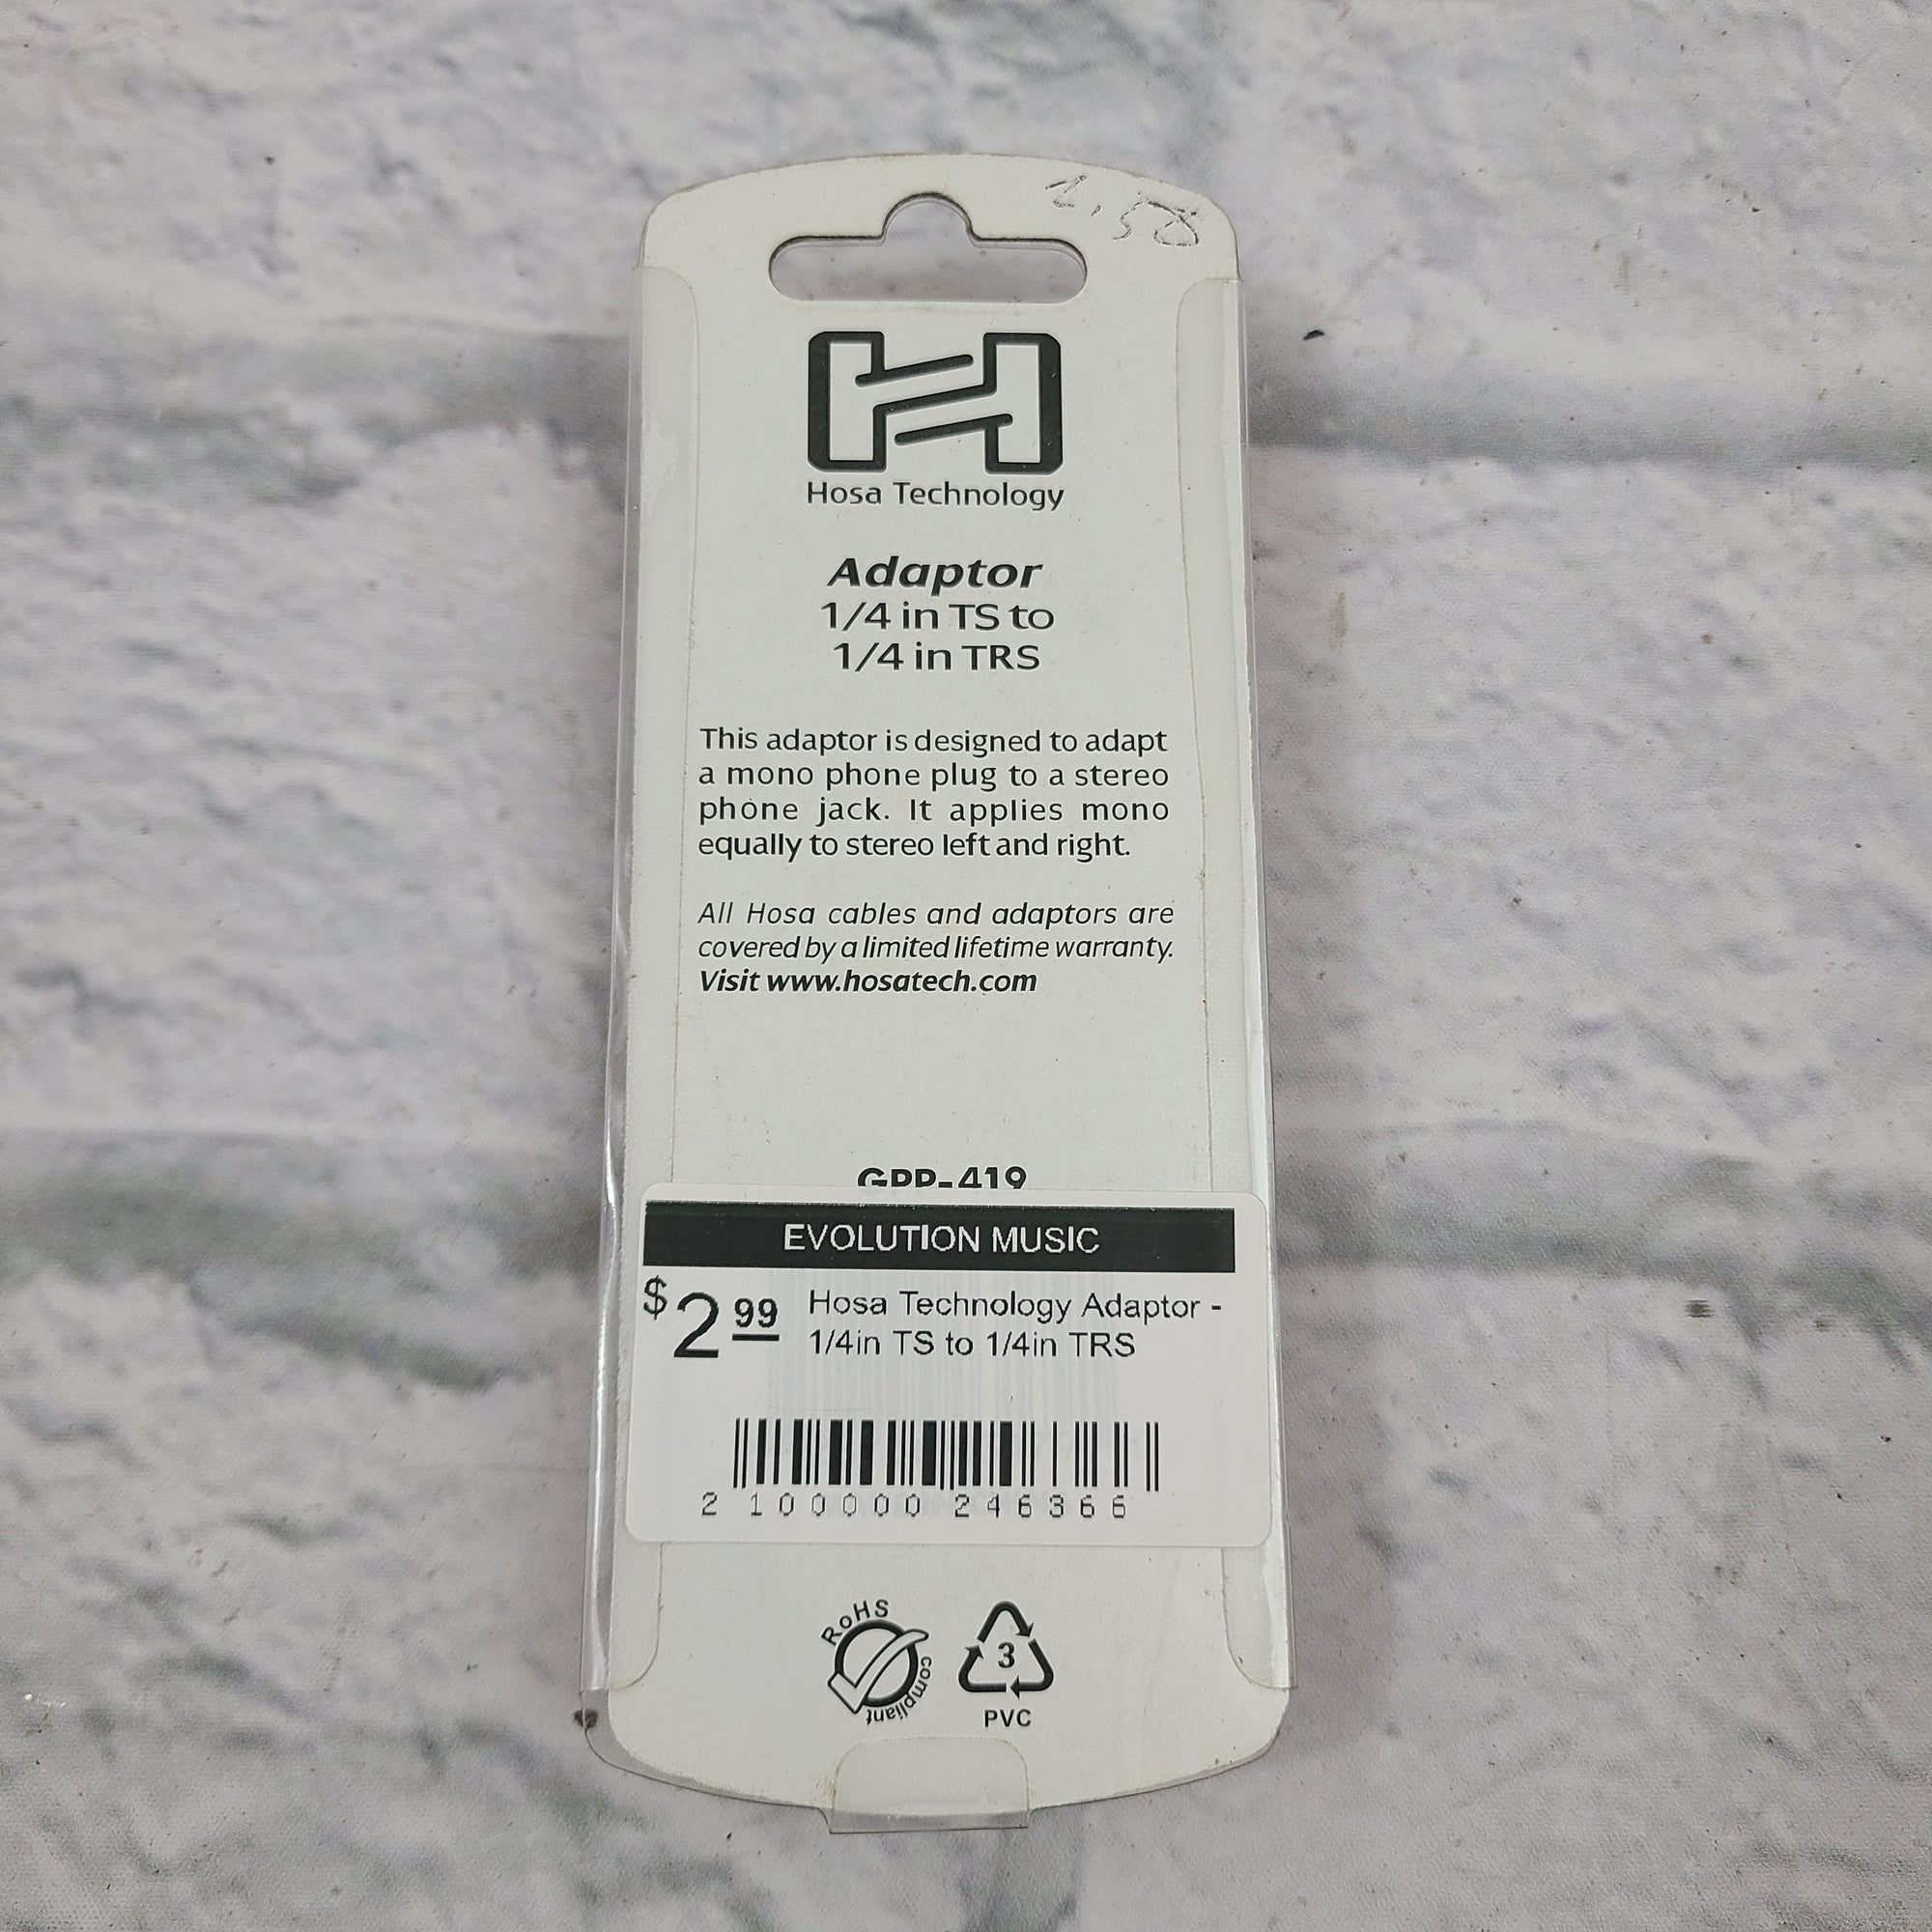 2.58
Hosa Technology
Adaptor
1/4 in TS to
1/4 in TRS
This adaptor is designed to adapt
a mono phone plug to a stereo
phone jack. It applies mono
equally to stereo left and right.
All Hosa cables and adaptors are
covered by a limited lifetime warranty.
Visit www.hosatech.com
GPP-419
EVOLUTION MUSIC
$2.99 Hosa Technology Adaptor -
1/4in TS to 1/4in TRS
2 100000 246366
RoHS
compliant
3
PVC